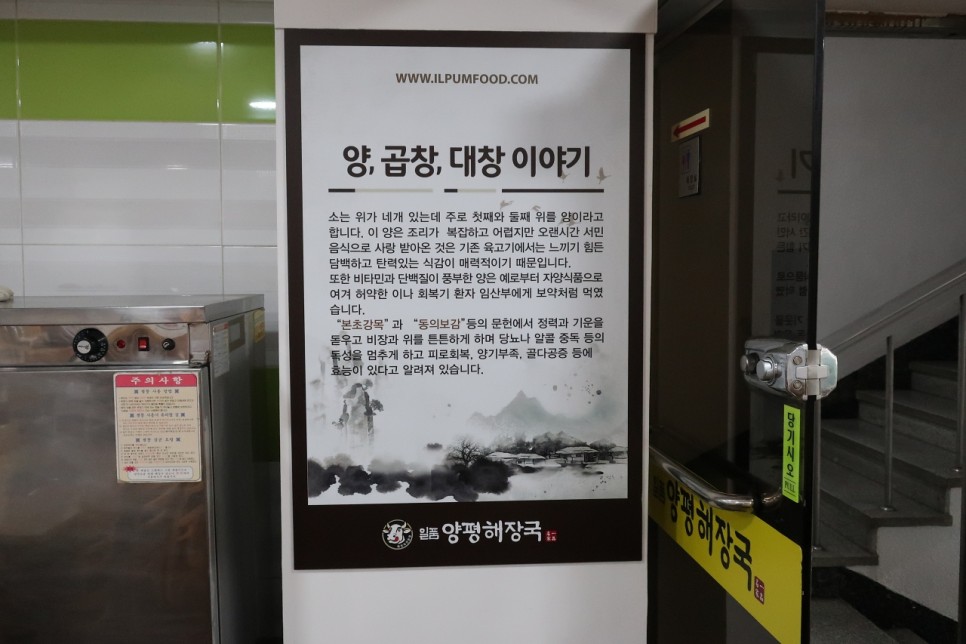 WWW.ILPUMFOOD.COM
양, 곱창, 대창 이야기
소는 위가 네개 있는데 주로 첫째와 둘째 위를 양이라고
합니다. 이 양은 조리가 복잡하고 어렵지만 오랜시간 서민
음식으로 사랑 받아온 것은 기존 육고기에서는 느끼기 힘든
담백하고 탄력있는 식감이 매력적이기 때문입니다.
또한 비타민과 단백질이 풍부한 양은 예로부터 자양식품으로
여겨 허약한 이나 회복기 환자 임산부에게 보약처럼 먹였
습니다.
“본초강목” 과 “동의보감”등의 문헌에서 정력과 기운을
돋우고 비장과 위를 튼튼하게 하며 당뇨나 알콜 중독 등의
독성을 멈추게 하고 피로회복, 양기부족, 골다공증 등에
효능이 있다고 알려져 있습니다.
일품 양평해장국
주의사항
당기시오
양평해장국